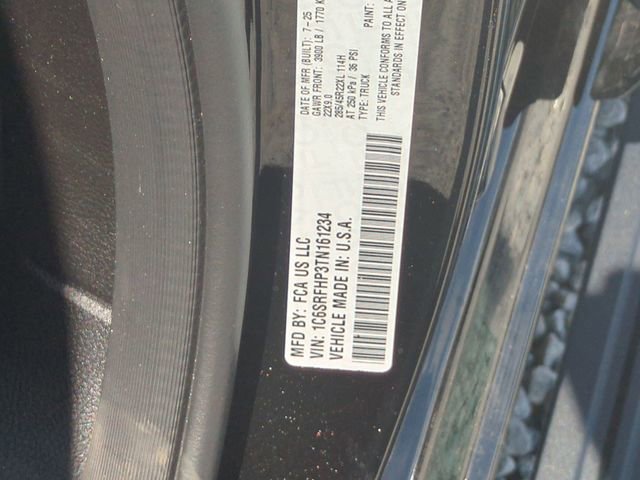 MFD BY: FCA US LLC
VIN: 1C6SRFHP3TN161234
VEHICLE MADE IN: U.S.A.
DATE OF MFR (BUILT): 7-25
GAWR FRONT: 3900 LB / 1770 K
22X9.0
285/45R22XL 114H
AT 250 kPa / 36 PSI
TYPE: TRUCK
PAINT:
THIS VEHICLE CONFORMS TO ALL A
STANDARDS IN EFFECT ON